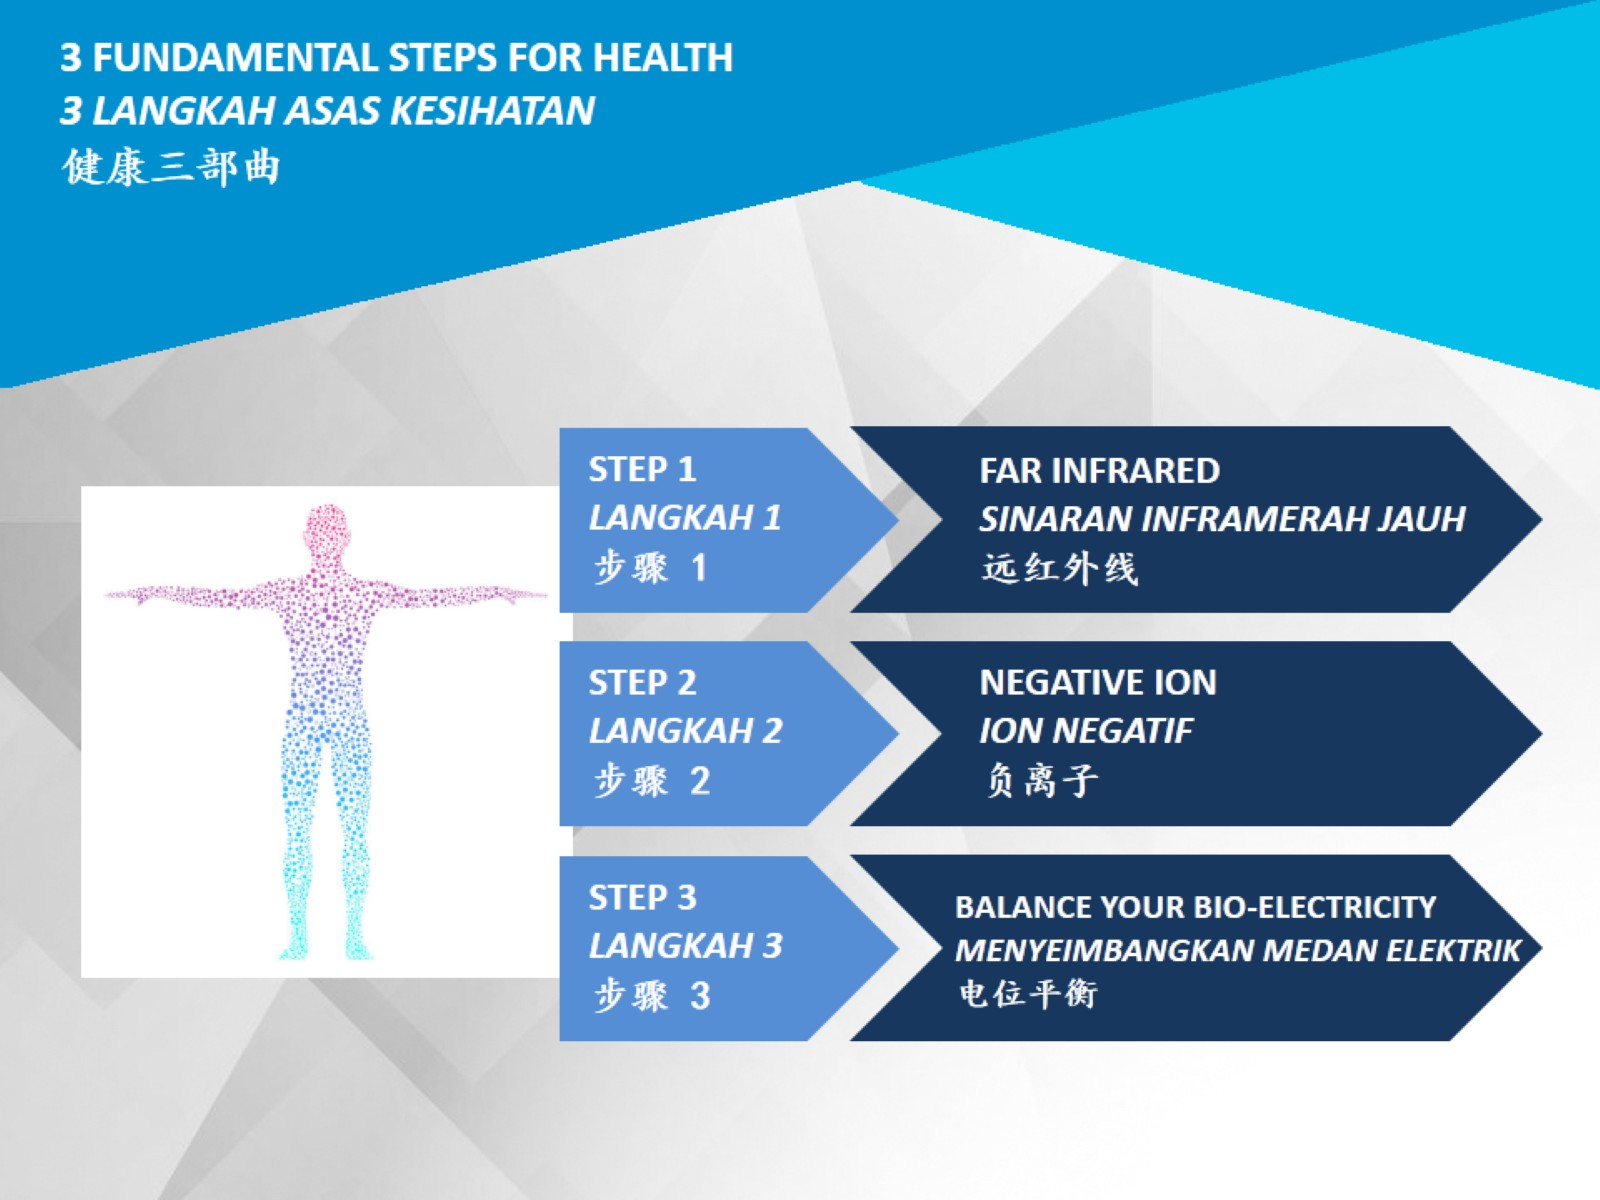 3 FUNDAMENTAL STEPS FOR HEALTH
3 LANGKAH ASAS KESIHATAN
健康三部曲
STEP 1
LANGKAH 1
步骤 1
FAR INFRARED
SINARAN INFRAMERAH JAUH
远红外线
STEP 2
LANGKAH 2
步骤 2
NEGATIVE ION
ION NEGATIF
负离子
STEP 3
LANGKAH 3
步骤 3
BALANCE YOUR BIO-ELECTRICITY
MENYEIMBANGKAN MEDAN ELEKTRIK
电位平衡